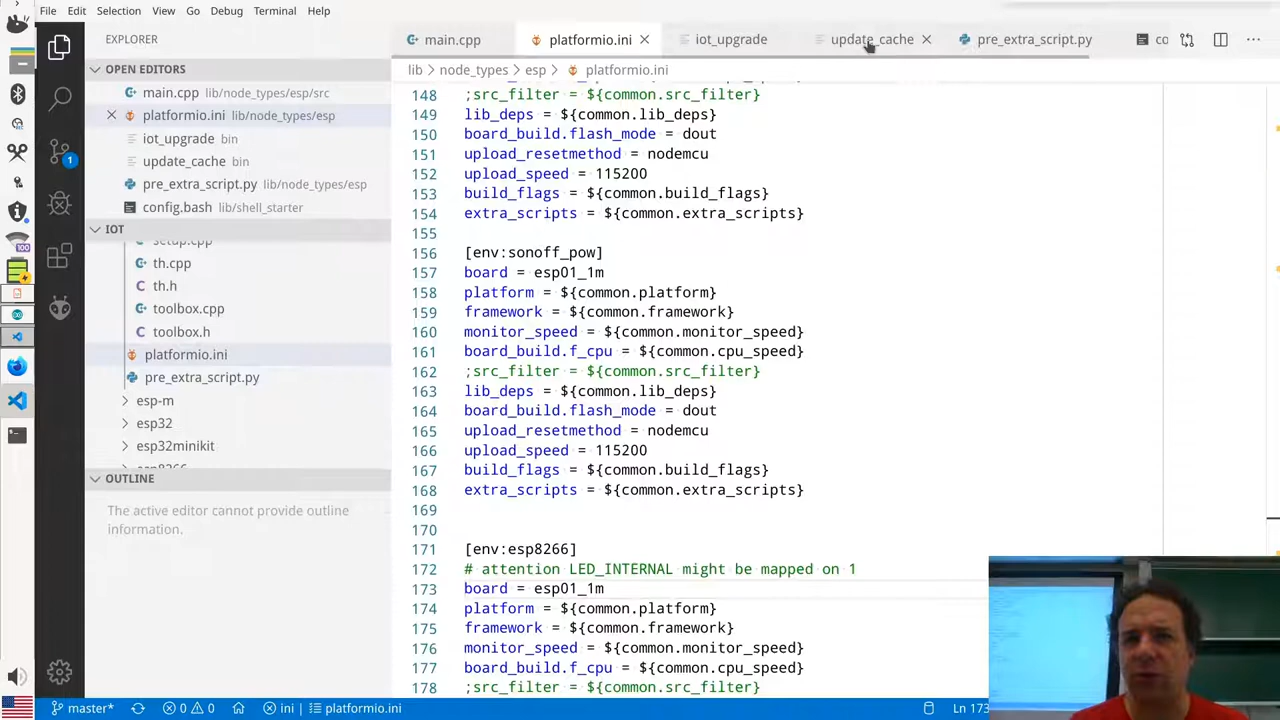 File Edit Selection View Go Debug Terminal Help
EXPLORER
OPEN EDITORS
main.cpp lib/node_types/esp/src
platformio.ini lib/node_types/esp
iot_upgrade bin
update_cache bin
pre_extra_script.py lib/node_types/esp
config.bash lib/shell_starter
IOT
setup.cpp
th.cpp
th.h
toolbox.cpp
toolbox.h
platformio.ini
pre_extra_script.py
esp-m
esp32
esp32minikit
esp8266
OUTLINE
The active editor cannot provide outline
information.
1
100
main.cpp platformio.ini iot_upgrade update_cache pre_extra_script.py co
lib > node_types > esp > platformio.ini
148 ;src_filter = ${common.src_filter}
149 lib_deps = ${common.lib_deps}
150 board_build.flash_mode = dout
151 upload_resetmethod = nodemcu
152 upload_speed = 115200
153 build_flags = ${common.build_flags}
154 extra_scripts = ${common.extra_scripts}
155
156 [env:sonoff_pow]
157 board = esp01_1m
158 platform = ${common.platform}
159 framework = ${common.framework}
160 monitor_speed = ${common.monitor_speed}
161 board_build.f_cpu = ${common.cpu_speed}
162 ;src_filter = ${common.src_filter}
163 lib_deps = ${common.lib_deps}
164 board_build.flash_mode = dout
165 upload_resetmethod = nodemcu
166 upload_speed = 115200
167 build_flags = ${common.build_flags}
168 extra_scripts = ${common.extra_scripts}
169
170
171 [env:esp8266]
172 # attention LED_INTERNAL might be mapped on 1
173 board = esp01_1m
174 platform = ${common.platform}
175 framework = ${common.framework}
176 monitor_speed = ${common.monitor_speed}
177 board_build.f_cpu = ${common.cpu_speed}
178 ;src_filter = ${common.src_filter}
master* 0 0 ini platformio.ini Ln 173